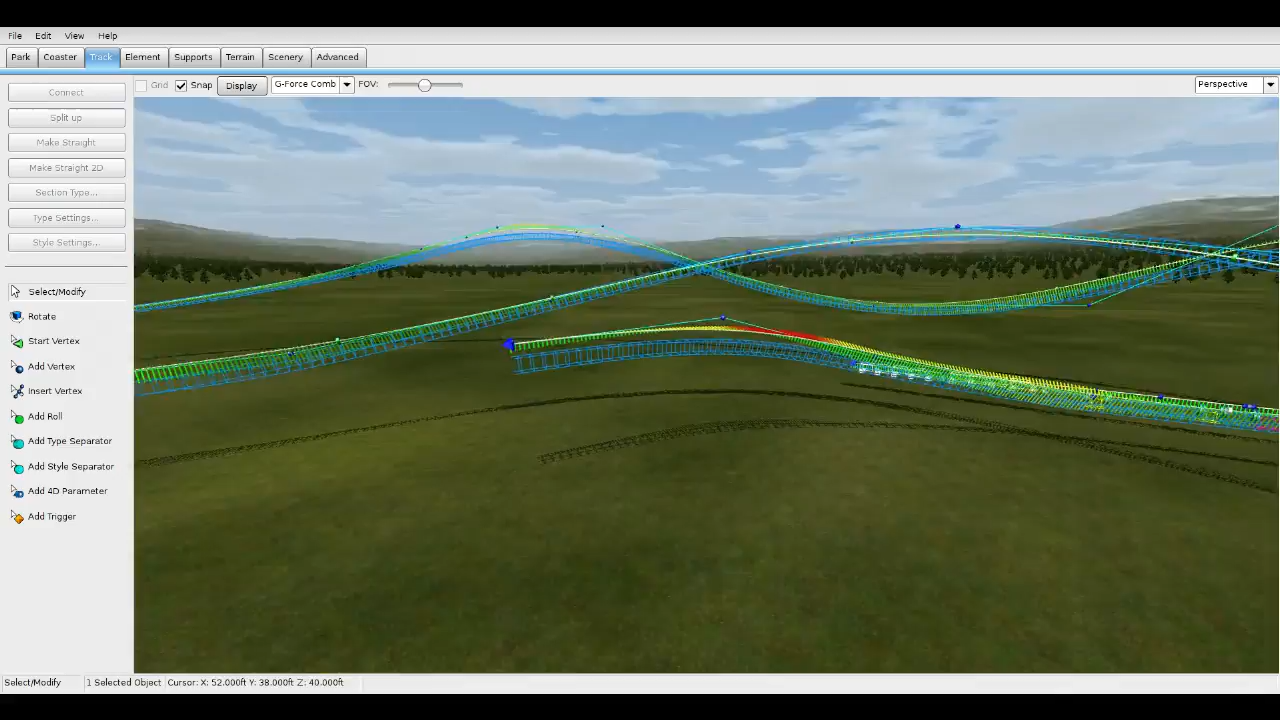 File Edit View Help
Park Coaster Track Element Supports Terrain Scenery Advanced
Grid Snap Display G-Force Comb FOV: Perspective
Connect
Split up
Make Straight
Make Straight 2D
Section Type...
Type Settings...
Style Settings...
Select/Modify
Rotate
Start Vertex
Add Vertex
Insert Vertex
Add Roll
Add Type Separator
Add Style Separator
Add 4D Parameter
Add Trigger
Select/Modify 1 Selected Object Cursor: X: 52.000ft Y: 38.000ft Z: 40.000ft